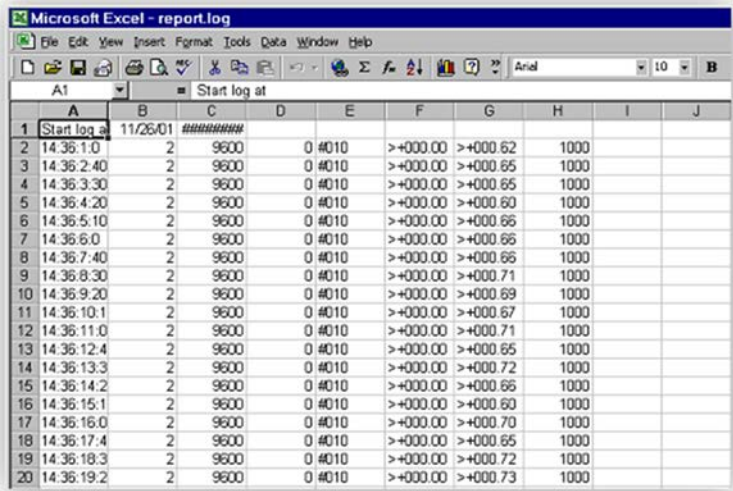 Microsoft Excel - report.log
File Edit View Insert Format Tools Data Window Help
Arial 10 B
A1 = Start log at
A B C D E F G H I J
1 Start log a 11/26/01 ########
2 14:36:1:0 2 9600 0 #010 >+000.00 >+000.62 1000
3 14:36:2:40 2 9600 0 #010 >+000.00 >+000.65 1000
4 14:36:3:30 2 9600 0 #010 >+000.00 >+000.65 1000
5 14:36:4:20 2 9600 0 #010 >+000.00 >+000.60 1000
6 14:36:5:10 2 9600 0 #010 >+000.00 >+000.66 1000
7 14:36:6:0 2 9600 0 #010 >+000.00 >+000.66 1000
8 14:36:7:40 2 9600 0 #010 >+000.00 >+000.66 1000
9 14:36:8:30 2 9600 0 #010 >+000.00 >+000.71 1000
10 14:36:9:20 2 9600 0 #010 >+000.00 >+000.69 1000
11 14:36:10:1 2 9600 0 #010 >+000.00 >+000.67 1000
12 14:36:11:0 2 9600 0 #010 >+000.00 >+000.71 1000
13 14:36:12:4 2 9600 0 #010 >+000.00 >+000.65 1000
14 14:36:13:3 2 9600 0 #010 >+000.00 >+000.72 1000
15 14:36:14:2 2 9600 0 #010 >+000.00 >+000.66 1000
16 14:36:15:1 2 9600 0 #010 >+000.00 >+000.60 1000
17 14:36:16:0 2 9600 0 #010 >+000.00 >+000.70 1000
18 14:36:17:4 2 9600 0 #010 >+000.00 >+000.65 1000
19 14:36:18:3 2 9600 0 #010 >+000.00 >+000.72 1000
20 14:36:19:2 2 9600 0 #010 >+000.00 >+000.73 1000